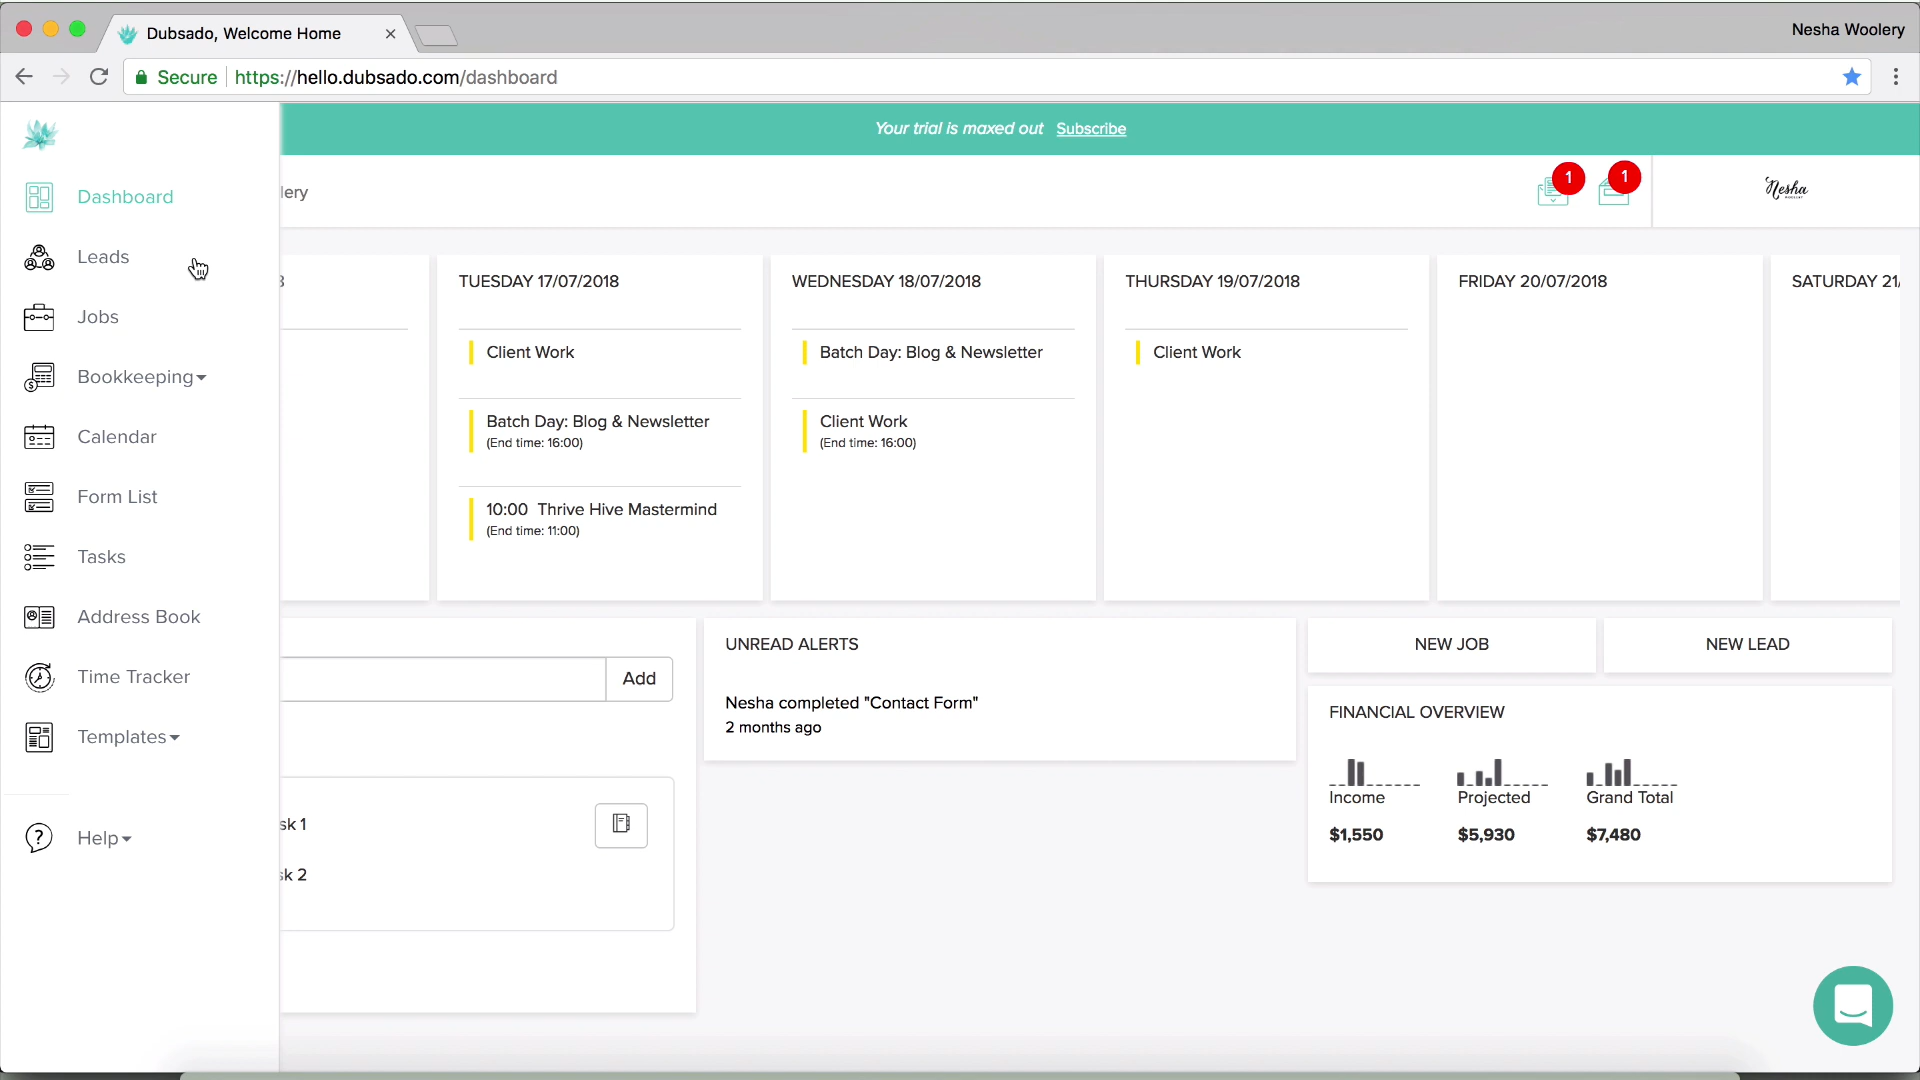 Dubsado, Welcome Home
Nesha Woolery
Secure https://hello.dubsado.com/dashboard
Your trial is maxed out Subscribe
lery
1
1
Nesha
Dashboard
Leads
Jobs
Bookkeeping
Calendar
Form List
Tasks
Address Book
Time Tracker
Templates
Help
TUESDAY 17/07/2018
Client Work
Batch Day: Blog & Newsletter
(End time: 16:00)
10:00 Thrive Hive Mastermind
(End time: 11:00)
WEDNESDAY 18/07/2018
Batch Day: Blog & Newsletter
Client Work
(End time: 16:00)
THURSDAY 19/07/2018
Client Work
FRIDAY 20/07/2018
SATURDAY 21/
Add
sk 1
sk 2
UNREAD ALERTS
Nesha completed "Contact Form"
2 months ago
NEW JOB
NEW LEAD
FINANCIAL OVERVIEW
Income
$1,550
Projected
$5,930
Grand Total
$7,480